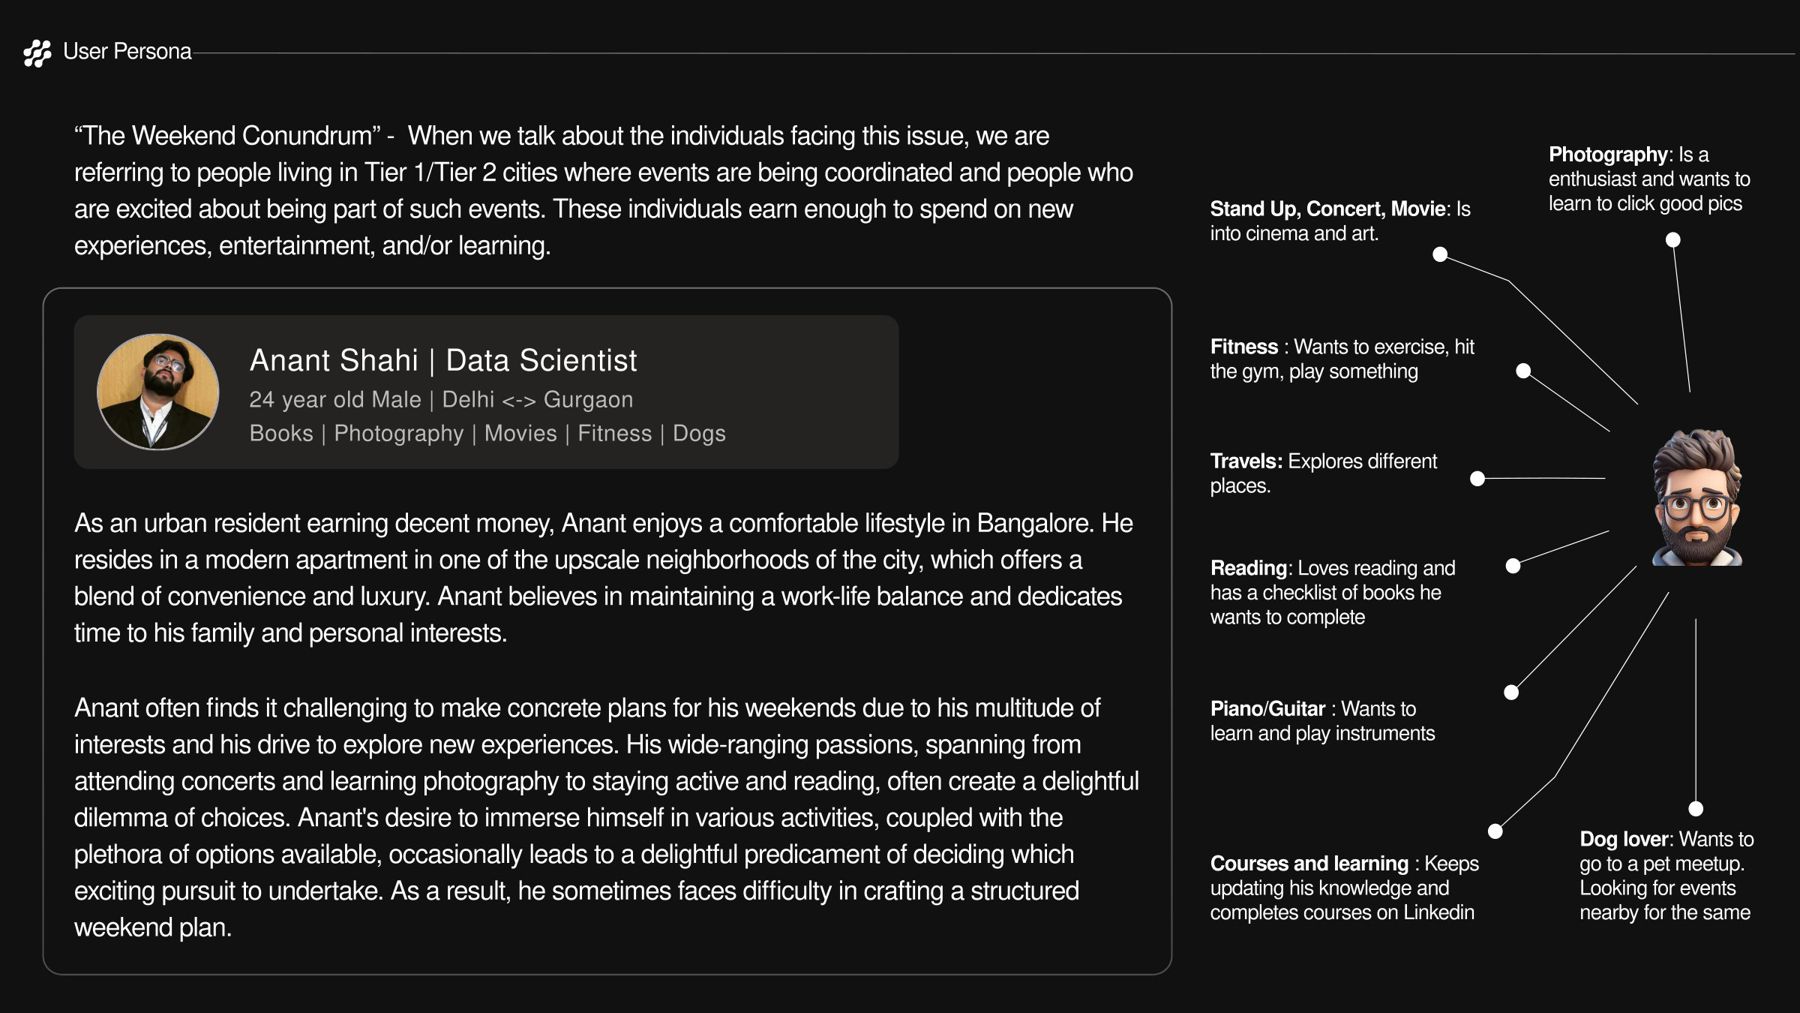 User Persona
“The Weekend Conundrum” -  When we talk about the individuals facing this issue, we are
referring to people living in Tier 1/Tier 2 cities where events are being coordinated and people who
are excited about being part of such events. These individuals earn enough to spend on new
experiences, entertainment, and/or learning.
Anant Shahi | Data Scientist
24 year old Male | Delhi <-> Gurgaon
Books | Photography | Movies | Fitness | Dogs
As an urban resident earning decent money, Anant enjoys a comfortable lifestyle in Bangalore. He
resides in a modern apartment in one of the upscale neighborhoods of the city, which offers a
blend of convenience and luxury. Anant believes in maintaining a work-life balance and dedicates
time to his family and personal interests.
Anant often finds it challenging to make concrete plans for his weekends due to his multitude of
interests and his drive to explore new experiences. His wide-ranging passions, spanning from
attending concerts and learning photography to staying active and reading, often create a delightful
dilemma of choices. Anant's desire to immerse himself in various activities, coupled with the
plethora of options available, occasionally leads to a delightful predicament of deciding which
exciting pursuit to undertake. As a result, he sometimes faces difficulty in crafting a structured
weekend plan.
Photography: Is a
enthusiast and wants to
learn to click good pics
Stand Up, Concert, Movie: Is
into cinema and art.
Fitness : Wants to exercise, hit
the gym, play something
Travels: Explores different
places.
Reading: Loves reading and
has a checklist of books he
wants to complete
Piano/Guitar : Wants to
learn and play instruments
Courses and learning : Keeps
updating his knowledge and
completes courses on Linkedin
Dog lover: Wants to
go to a pet meetup.
Looking for events
nearby for the same